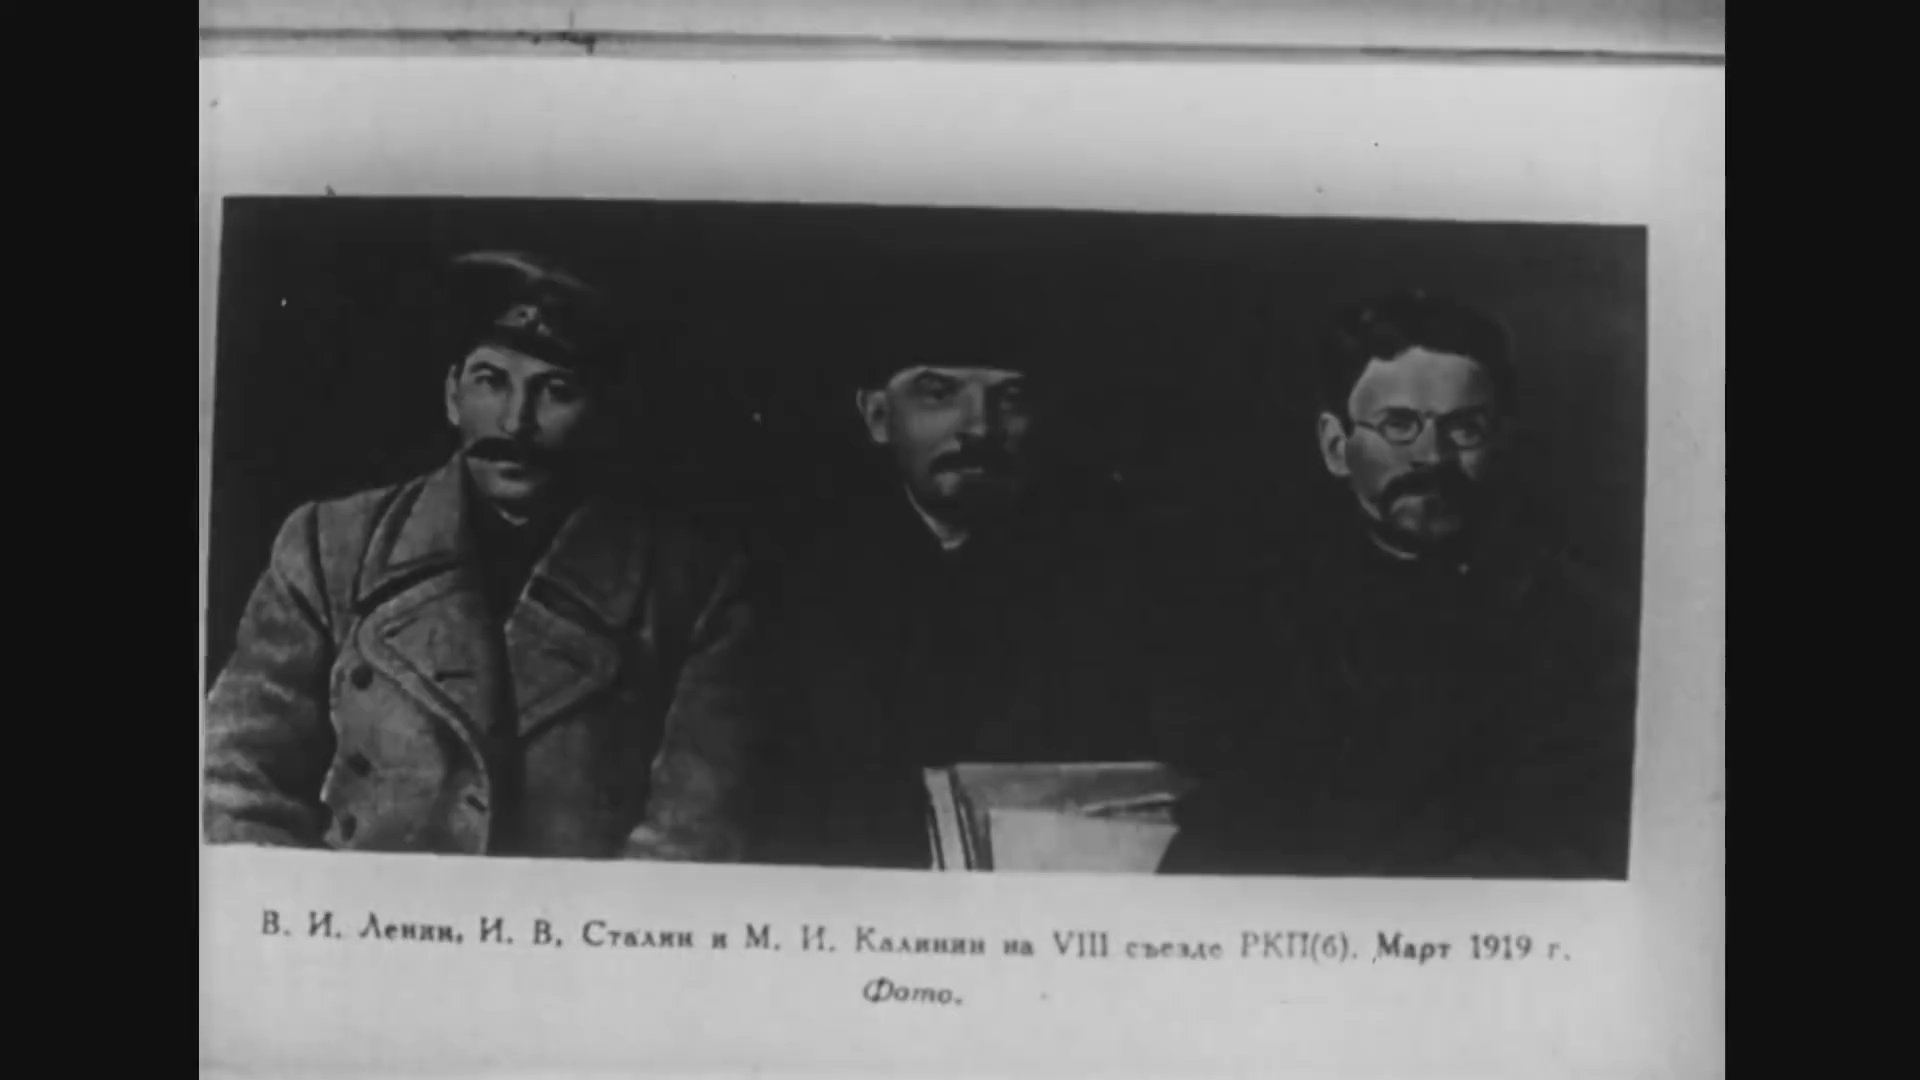 В. И. Ленин, И. В. Сталин и М. И. Калинин на VIII съезде РКП(б). Март 1919 г.
Фото.